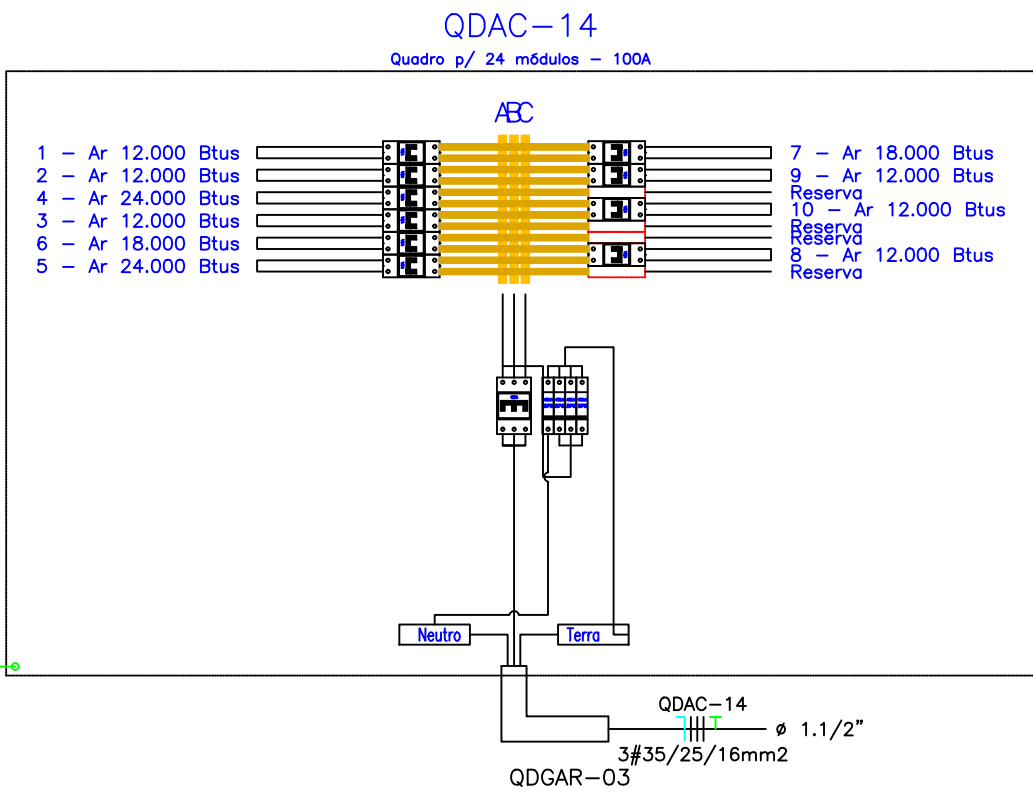 QDAC-14
Quadro p/ 24 módulos - 100A
ABC
1 - Ar 12.000 Btus
2 - Ar 12.000 Btus
4 - Ar 24.000 Btus
3 - Ar 12.000 Btus
6 - Ar 18.000 Btus
5 - Ar 24.000 Btus
7 - Ar 18.000 Btus
9 - Ar 12.000 Btus
Reserva
10 - Ar 12.000 Btus
Reserva
Reserva
8 - Ar 12.000 Btus
Reserva
Neutro
Terra
QDAC-14
ø 1.1/2"
3#35/25/16mm2
QDGAR-03